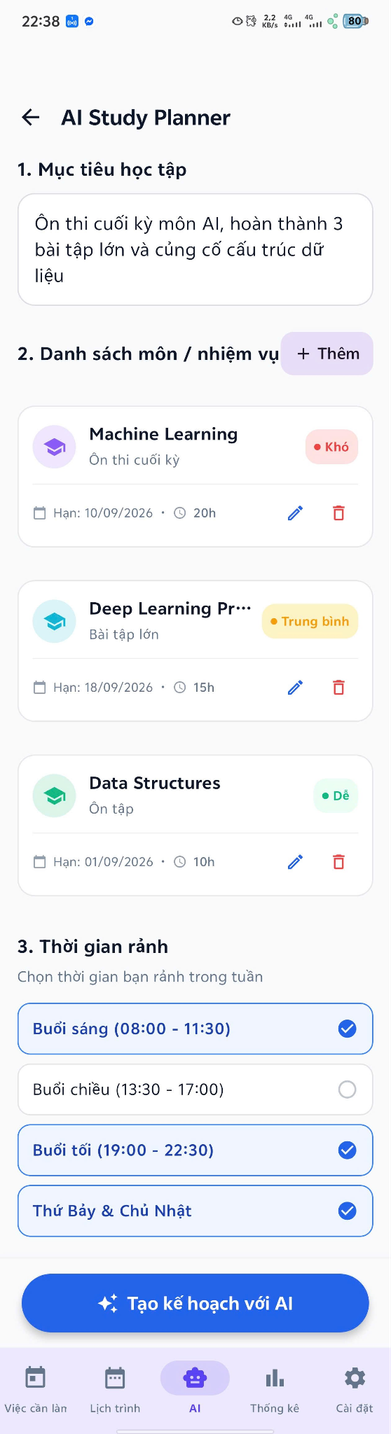 22:38
2,2 KB/s 4G 4G 80
AI Study Planner
1. Mục tiêu học tập
Ôn thi cuối kỳ môn AI, hoàn thành 3
bài tập lớn và củng cố cấu trúc dữ
liệu
2. Danh sách môn / nhiệm vụ
+ Thêm
Machine Learning
Khó
Ôn thi cuối kỳ
Hạn: 10/09/2026 • 20h
Deep Learning Pr...
Trung bình
Bài tập lớn
Hạn: 18/09/2026 • 15h
Data Structures
Dễ
Ôn tập
Hạn: 01/09/2026 • 10h
3. Thời gian rảnh
Chọn thời gian bạn rảnh trong tuần
Buổi sáng (08:00 - 11:30)
Buổi chiều (13:30 - 17:00)
Buổi tối (19:00 - 22:30)
Thứ Bảy & Chủ Nhật
Tạo kế hoạch với AI
Việc cần làn Lịch trình AI Thống kê Cài đặt